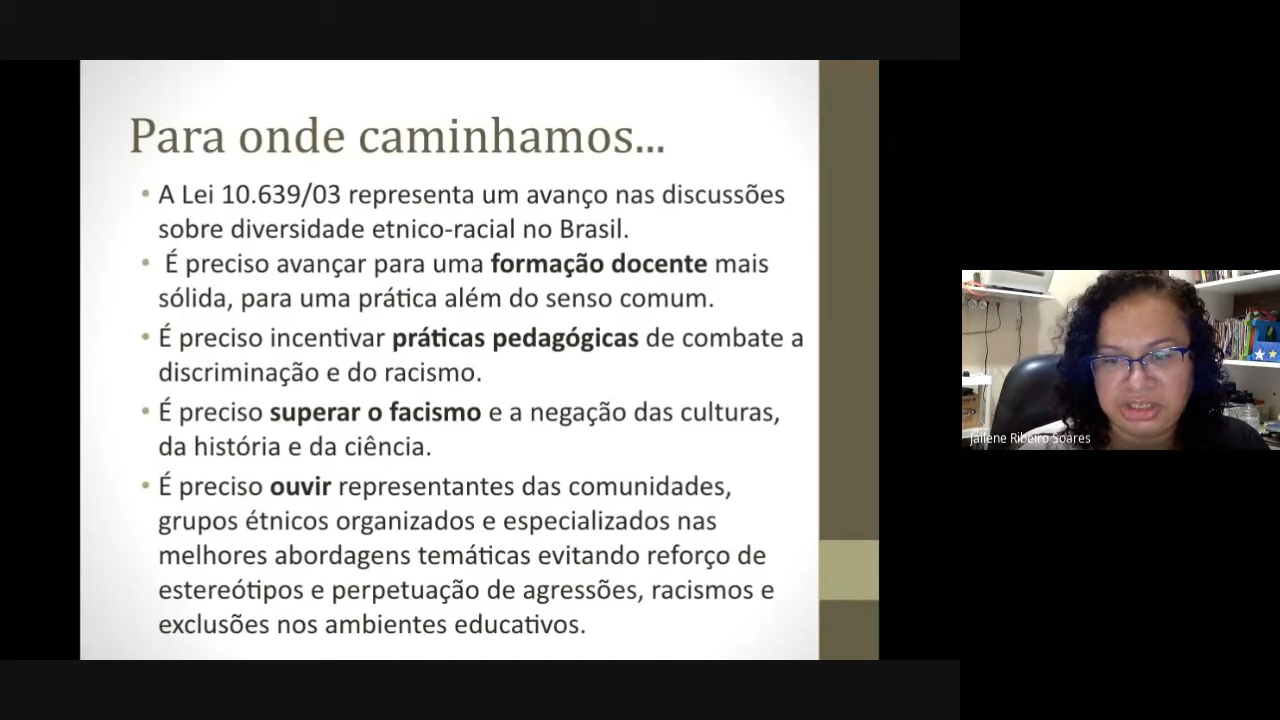 Para onde caminhamos...
• A Lei 10.639/03 representa um avanço nas discussões
sobre diversidade etnico-racial no Brasil.
• É preciso avançar para uma formação docente mais
sólida, para uma prática além do senso comum.
• É preciso incentivar práticas pedagógicas de combate a
discriminação e do racismo.
• É preciso superar o facismo e a negação das culturas,
da história e da ciência.
• É preciso ouvir representantes das comunidades,
grupos étnicos organizados e especializados nas
melhores abordagens temáticas evitando reforço de
estereótipos e perpetuação de agressões, racismos e
exclusões nos ambientes educativos.
Jailene Ribeiro Soares